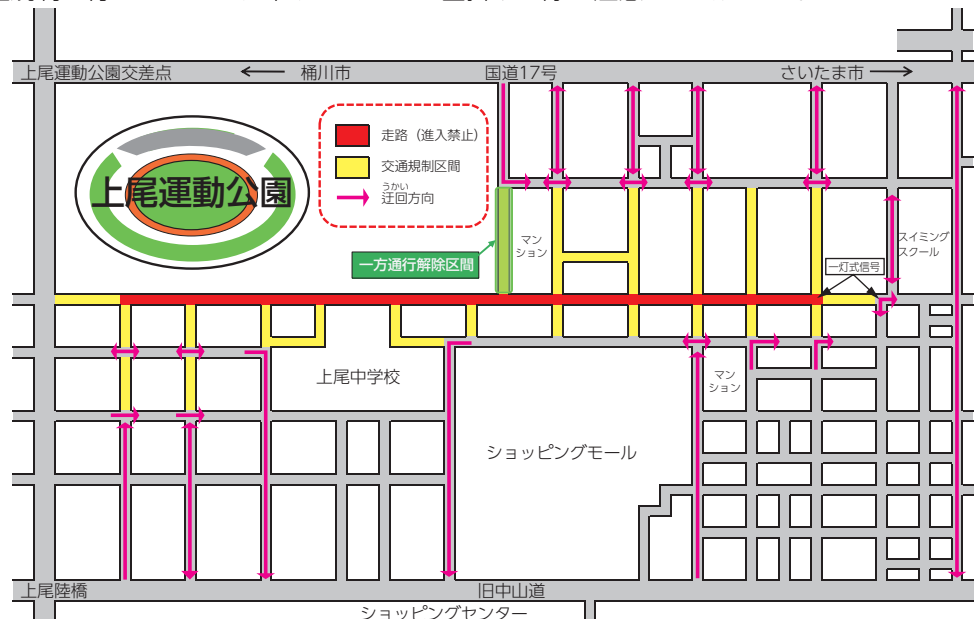 上尾運動公園交差点
桶川市
国道17号
さいたま市
走路（進入禁止）
交通規制区間
うかい
迂回方向
上尾運動公園
一方通行解除区間
マン
ション
スイミング
スクール
一灯式信号
上尾中学校
マン
ション
ショッピングモール
上尾陸橋
旧中山道
ショッピングセンター